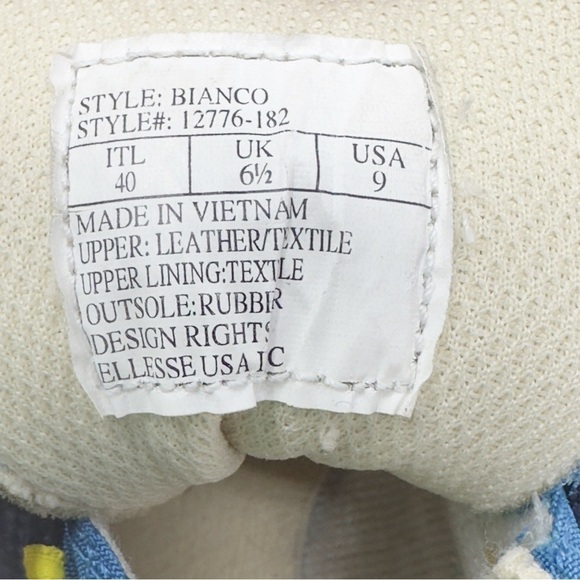 STYLE: BIANCO
STYLE#: 12776-182
ITL UK USA
40 6½ 9
MADE IN VIETNAM
UPPER: LEATHER/TEXTILE
UPPER LINING:TEXTILE
OUTSOLE:RUBBER
DESIGN RIGHTS
ELLESSE USA